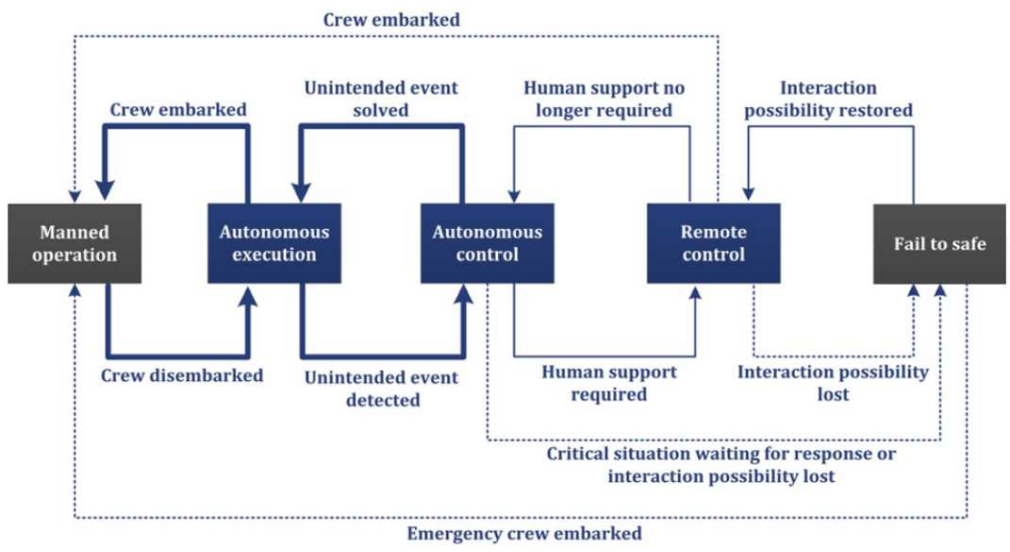 Crew embarked
Crew embarked
Unintended event
solved
Human support no
longer required
Interaction
possibility restored
Manned
operation
Autonomous
execution
Autonomous
control
Remote
control
Fail to safe
Crew disembarked
Unintended event
detected
Human support
required
Interaction possibility
lost
Critical situation waiting for response or
interaction possibility lost
Emergency crew embarked